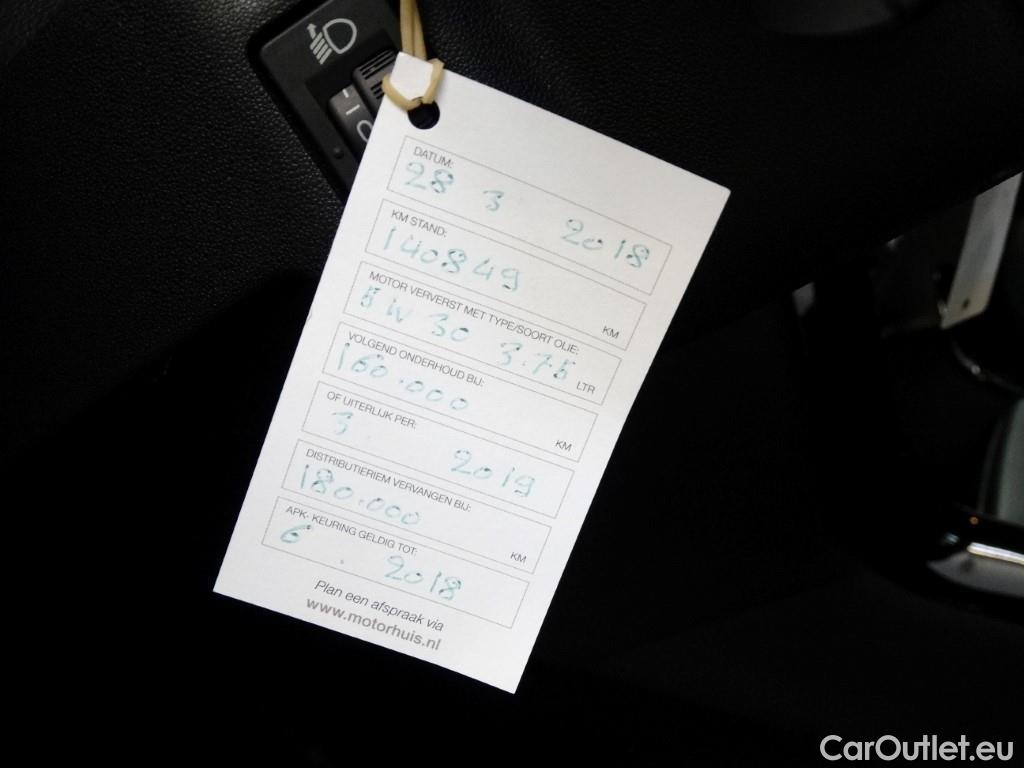 DATUM:
28 3 2018
KM STAND:
140849
KM
MOTOR VERVERST MET TYPE/SOORT OLIE:
5W 30 3.75
LTR
VOLGEND ONDERHOUD BIJ:
160.000
KM
OF UITERLIJK PER:
3 2019
DISTRIBUTIERIEM VERVANGEN BIJ:
180.000
KM
APK- KEURING GELDIG TOT:
6 . 2018
Plan een afspraak via
www.motorhuis.nl
CarOutlet.eu